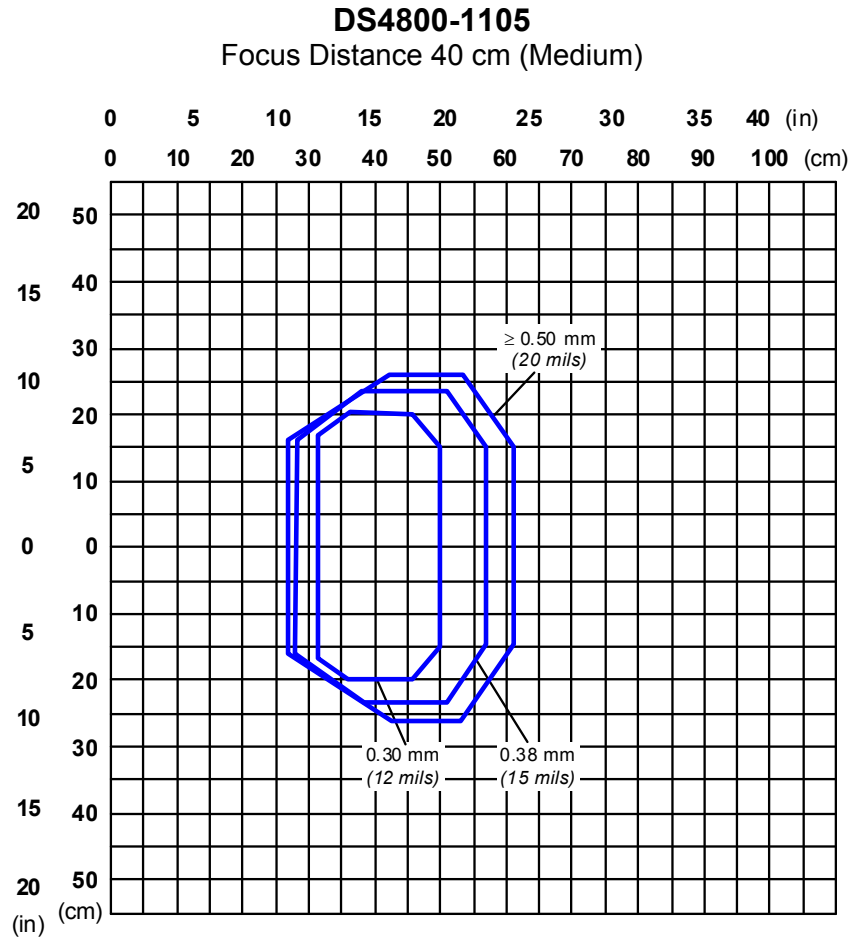 DS4800-1105
Focus Distance 40 cm (Medium)
0 5 10 15 20 25 30 35 40 (in)
0 10 20 30 40 50 60 70 80 90 100 (cm)
20 50
40
15
30
≥ 0.50 mm
(20 mils)
10
20
5 10
0 0
10
5
20
10
30
0.30 mm 0.38 mm
(12 mils) (15 mils)
15 40
20 50
(in) (cm)